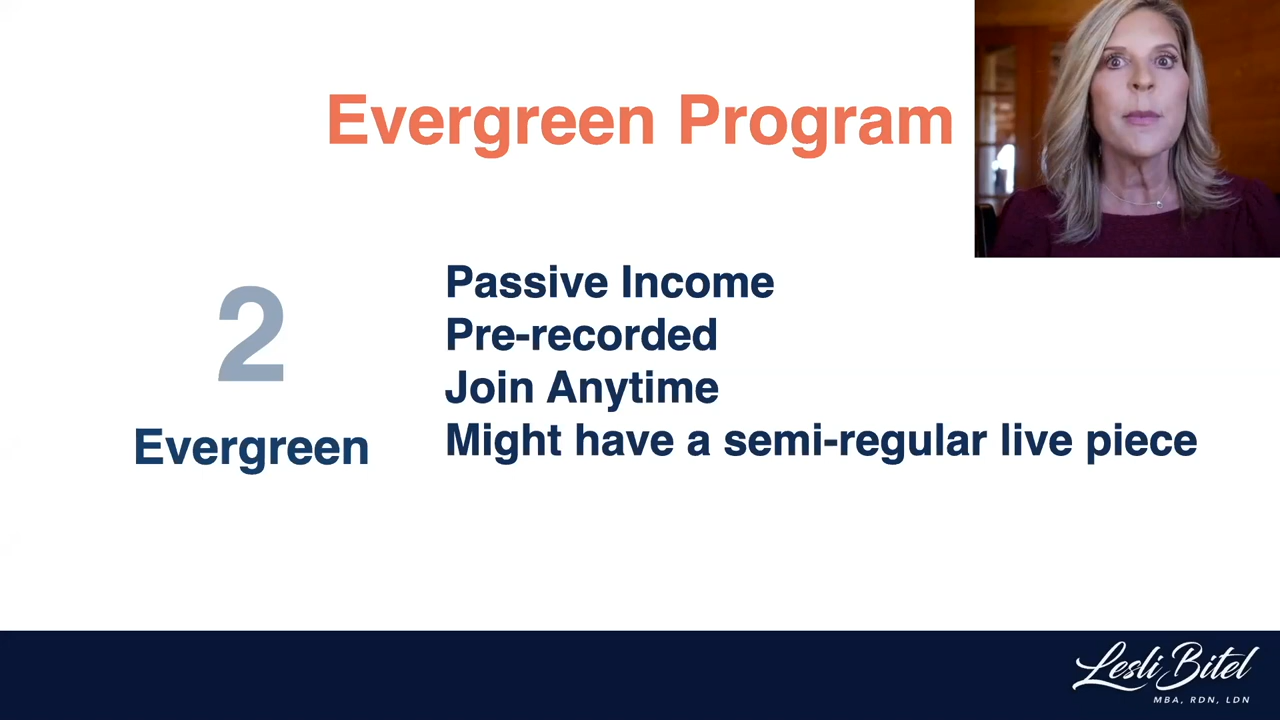 Evergreen Program
2
Evergreen
Passive Income
Pre-recorded
Join Anytime
Might have a semi-regular live piece
Lesli Bitel
MBA, RDN, LDN